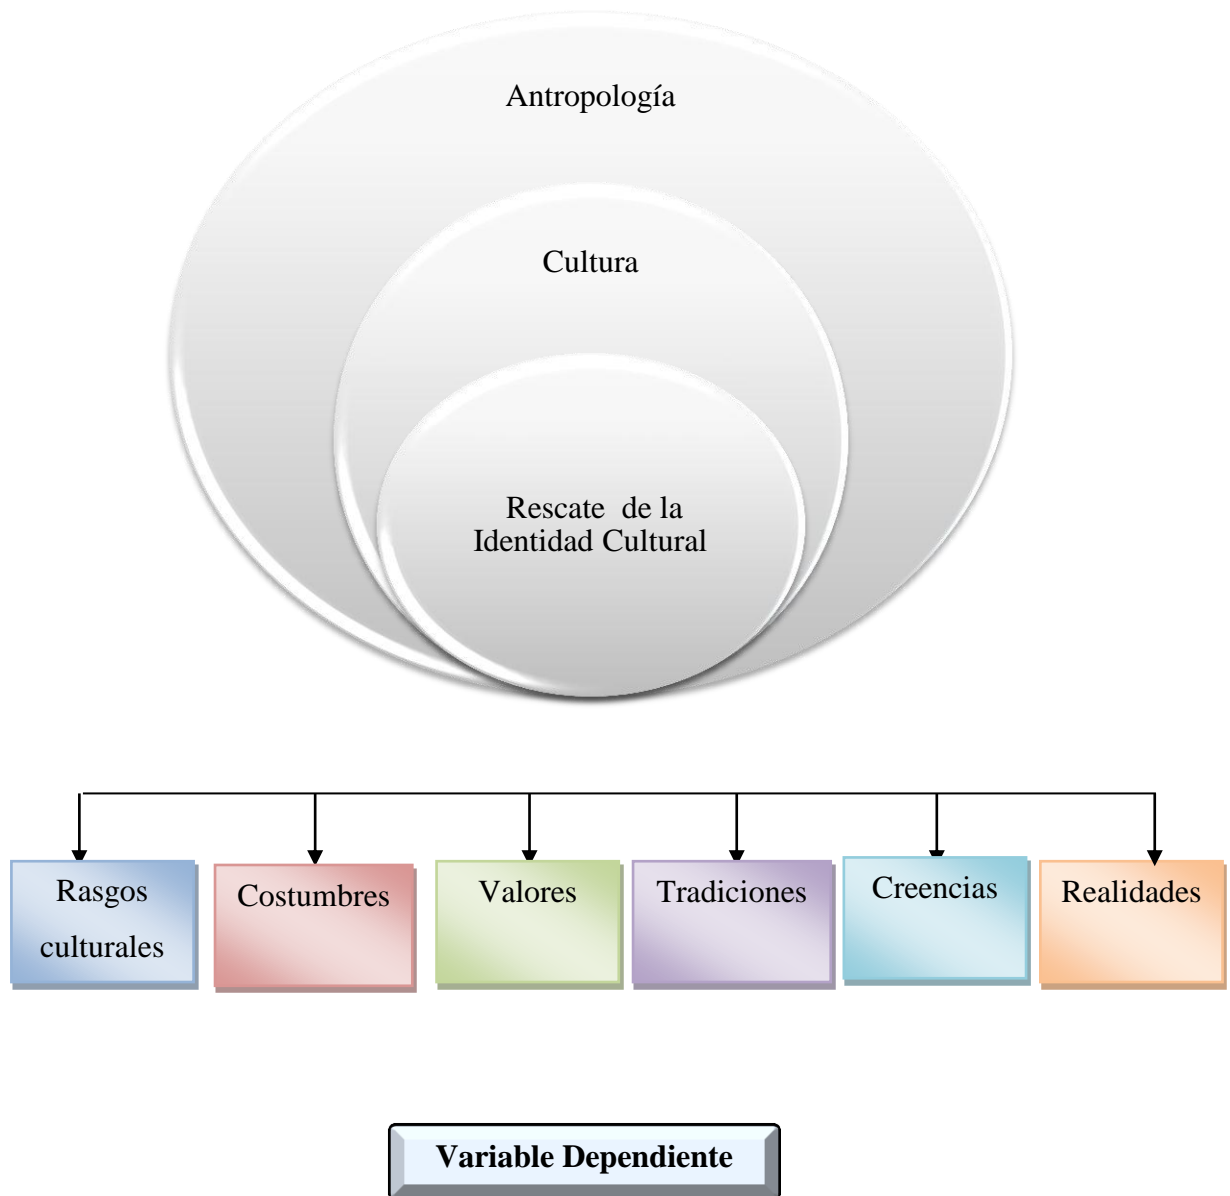 Antropología
Cultura
Rescate de la
Identidad Cultural
Rasgos
culturales
Costumbres
Valores
Tradiciones
Creencias
Realidades
Variable Dependiente